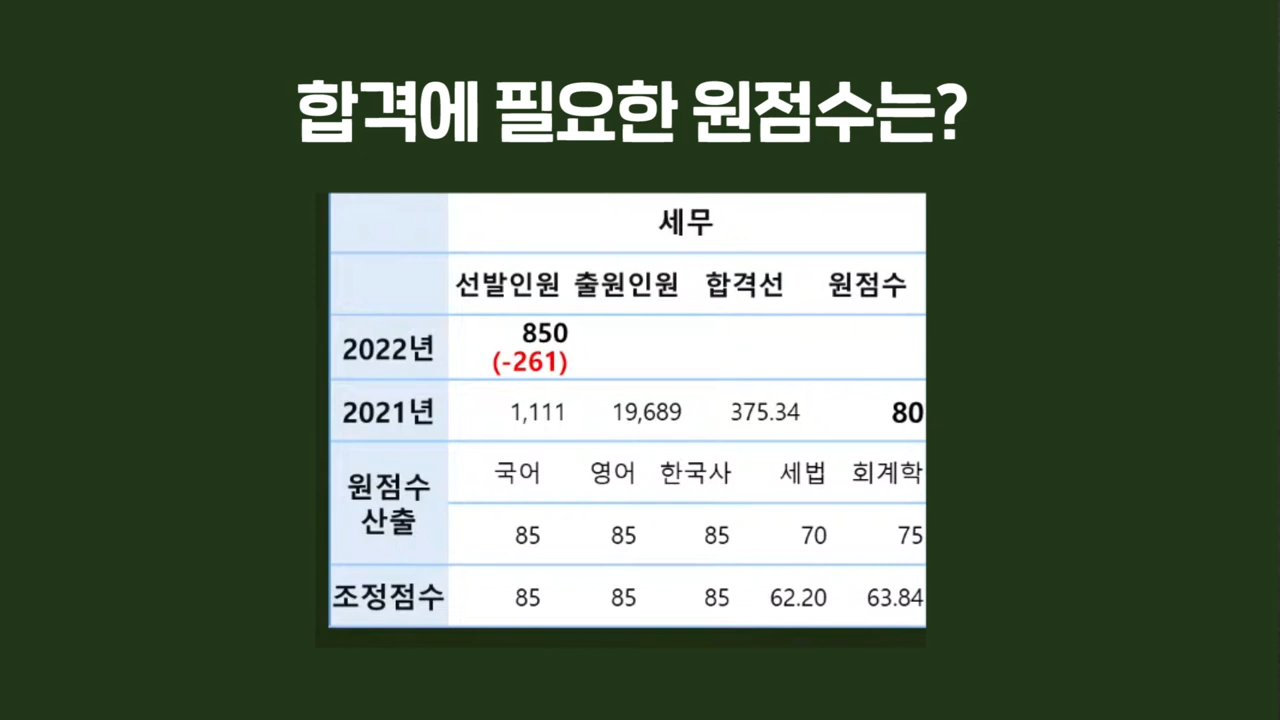 합격에 필요한 원점수는?
세무
선발인원 출원인원 합격선 원점수
2022년 850
(-261)
2021년 1,111 19,689 375.34 80
원점수
산출
국어 영어 한국사 세법 회계학
85 85 85 70 75
조정점수 85 85 85 62.20 63.84